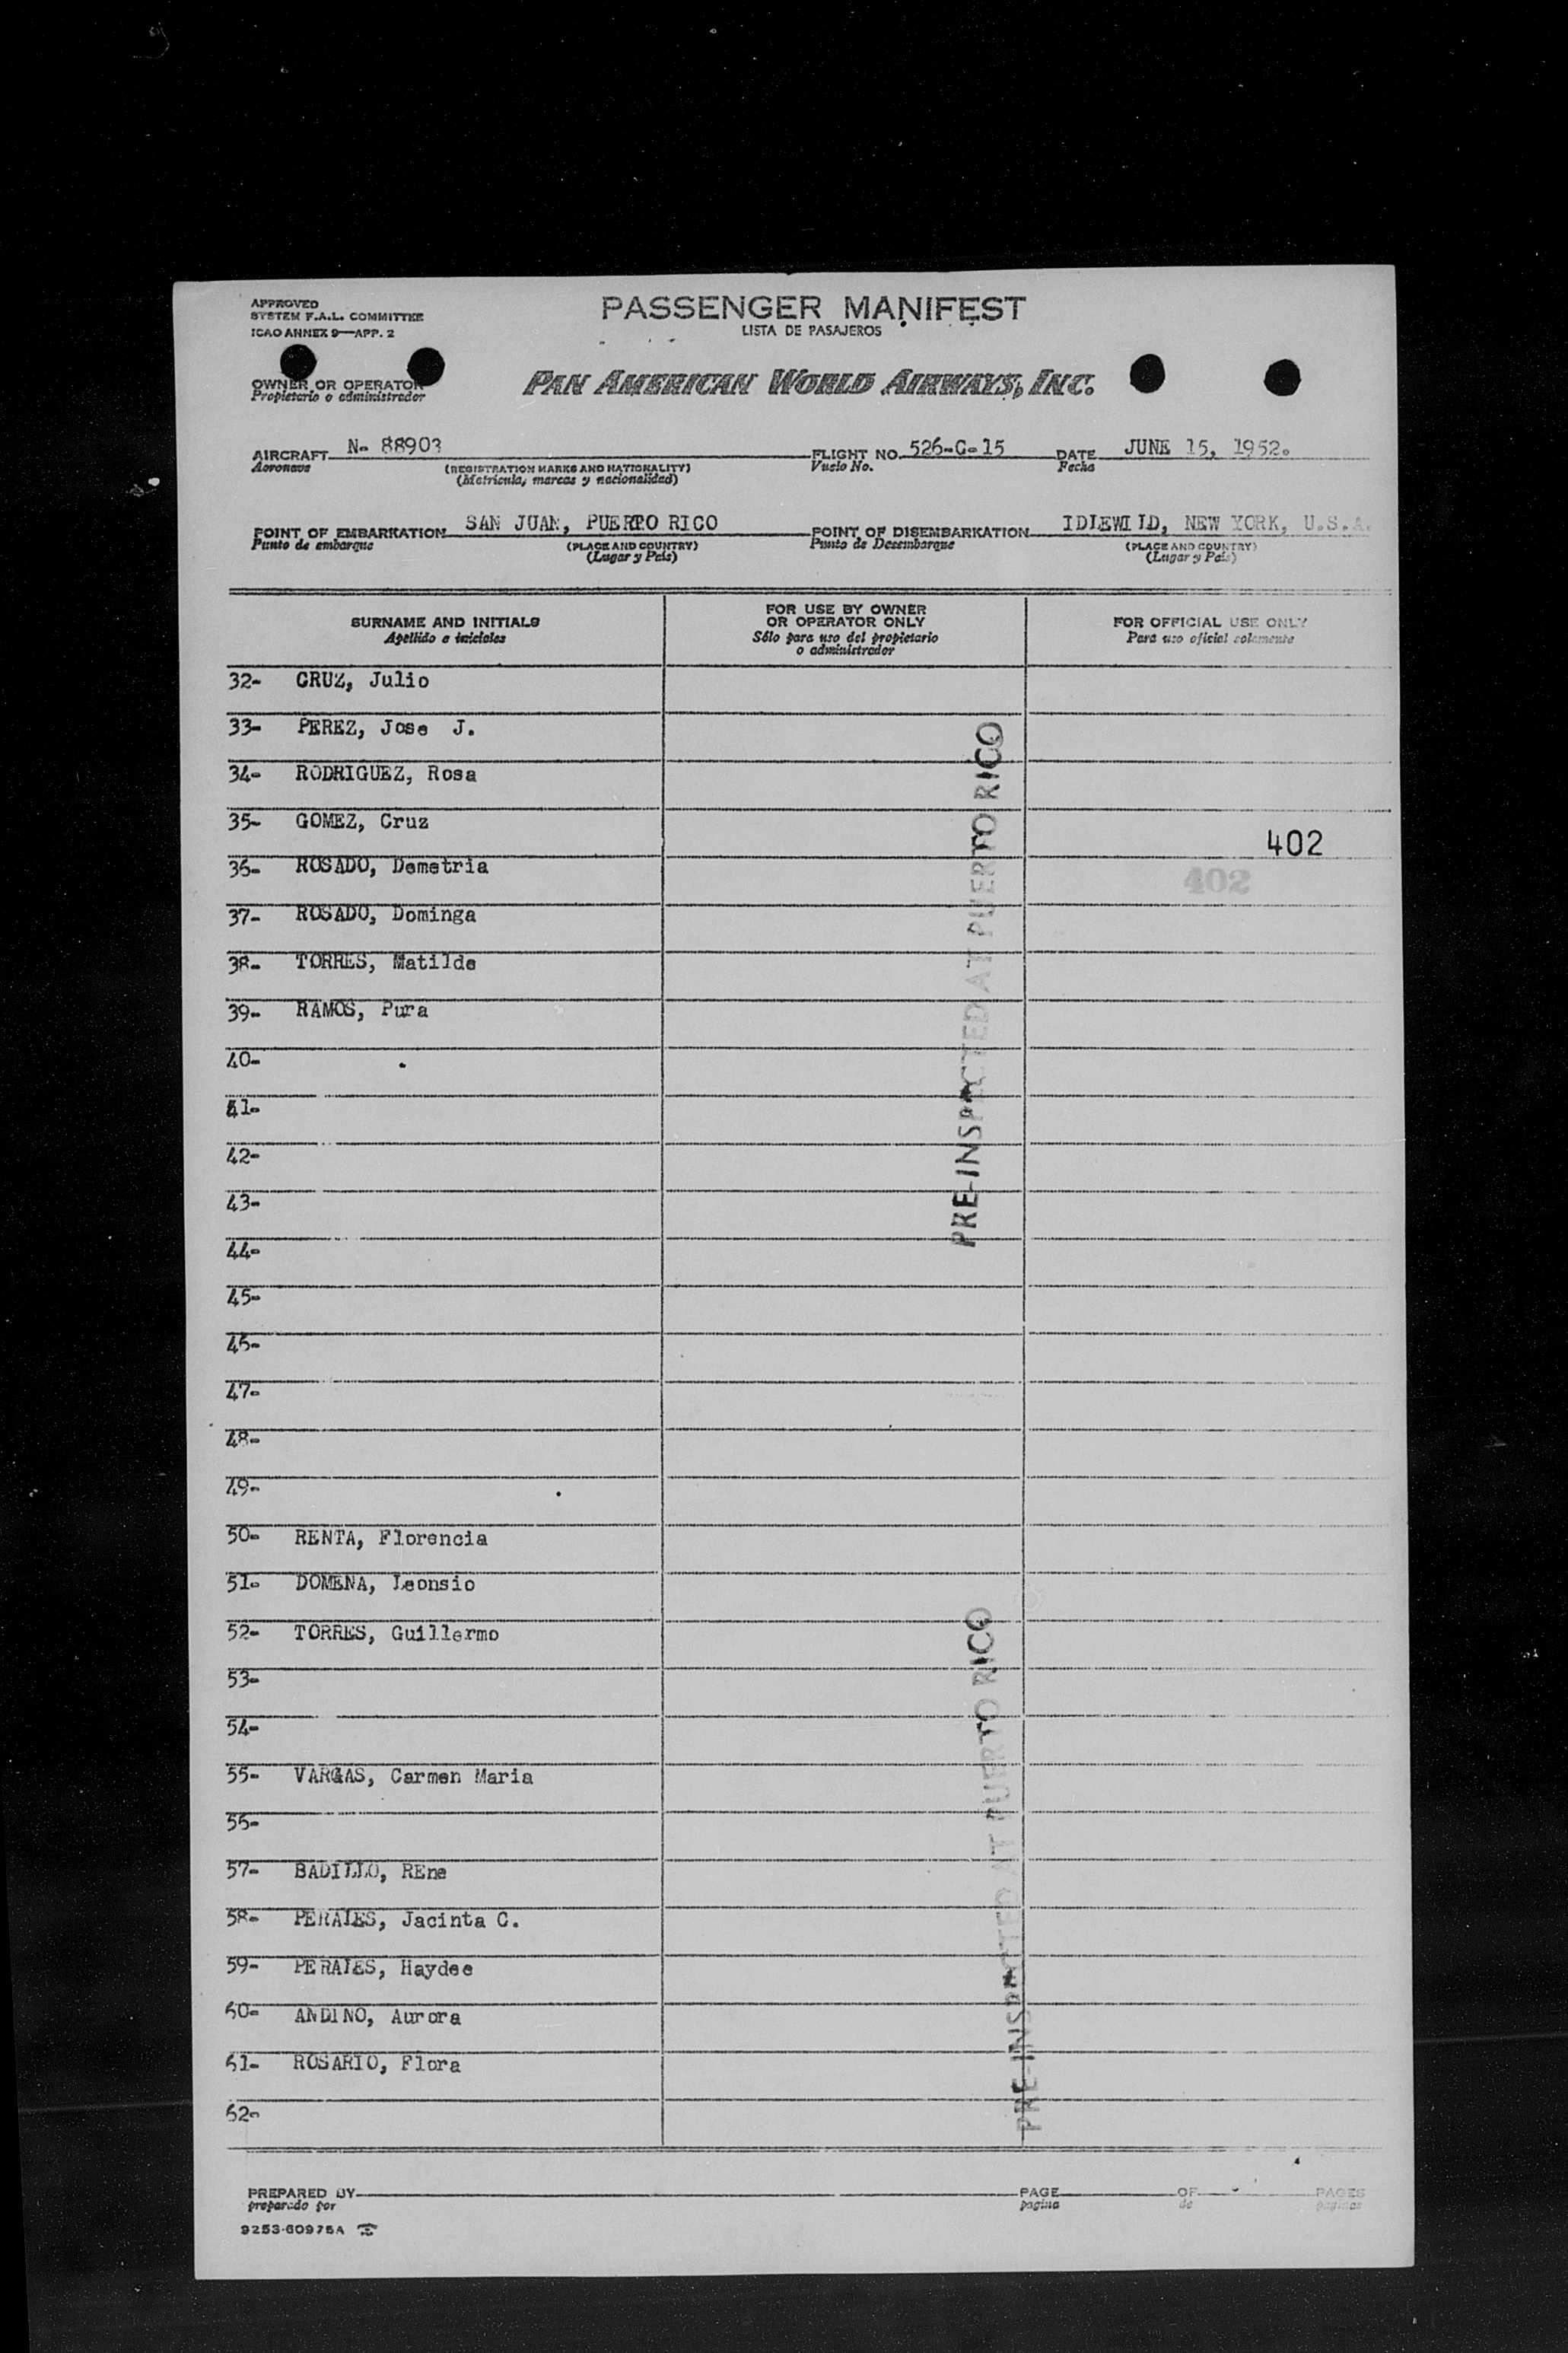 APPROVED
SYSTEM F.A.L. COMMITTEE
ICAO ANNEX 9—APP. 2
PASSENGER MANIFEST
LISTA DE PASAJEROS
OWNER OR OPERATOR
Propietario o administrador
PAN AMERICAN WORLD AIRWAYS, INC.
AIRCRAFT N- 88903 FLIGHT NO. 526-G-15 DATE JUNE 15, 1952.
Aeronave (REGISTRATION MARKS AND NATIONALITY) Vuelo No. Fecha
(Matricula, marcas y nacionalidad)
POINT OF EMBARKATION SAN JUAN, PUERTO RICO POINT OF DISEMBARKATION IDLEWILD, NEW YORK, U.S.A.
Punto de embarque (PLACE AND COUNTRY) Punto de Desembarque (PLACE AND COUNTRY)
(Lugar y País) (Lugar y País)
SURNAME AND INITIALS
Apellido e iniciales
FOR USE BY OWNER
OR OPERATOR ONLY
Sólo para uso del propietario
o administrador
FOR OFFICIAL USE ONLY
Para uso oficial solamente
32- CRUZ, Julio
33- PEREZ, Jose J.
34- RODRIGUEZ, Rosa
35- GOMEZ, Cruz
402
36- ROSADO, Demetria
402
37- ROSADO, Dominga
38- TORRES, Matilde
39- RAMOS, Pura
40-
41-
42-
43-
44-
45-
46-
47-
48-
49-
50- RENTA, Florencia
51- DOMENA, Leonsio
52- TORRES, Guillermo
53-
54-
55- VARGAS, Carmen Maria
56-
57- BADILLO, REne
58- PERALES, Jacinta C.
59- PERALES, Haydee
60- ANDINO, Aurora
61- ROSARIO, Flora
62-
PRE-INSPECTED AT PUERTO RICO
PRE-INSPECTED AT PUERTO RICO
PREPARED BY PAGE OF PAGES
preparado por pagina de paginas
9253-60975A